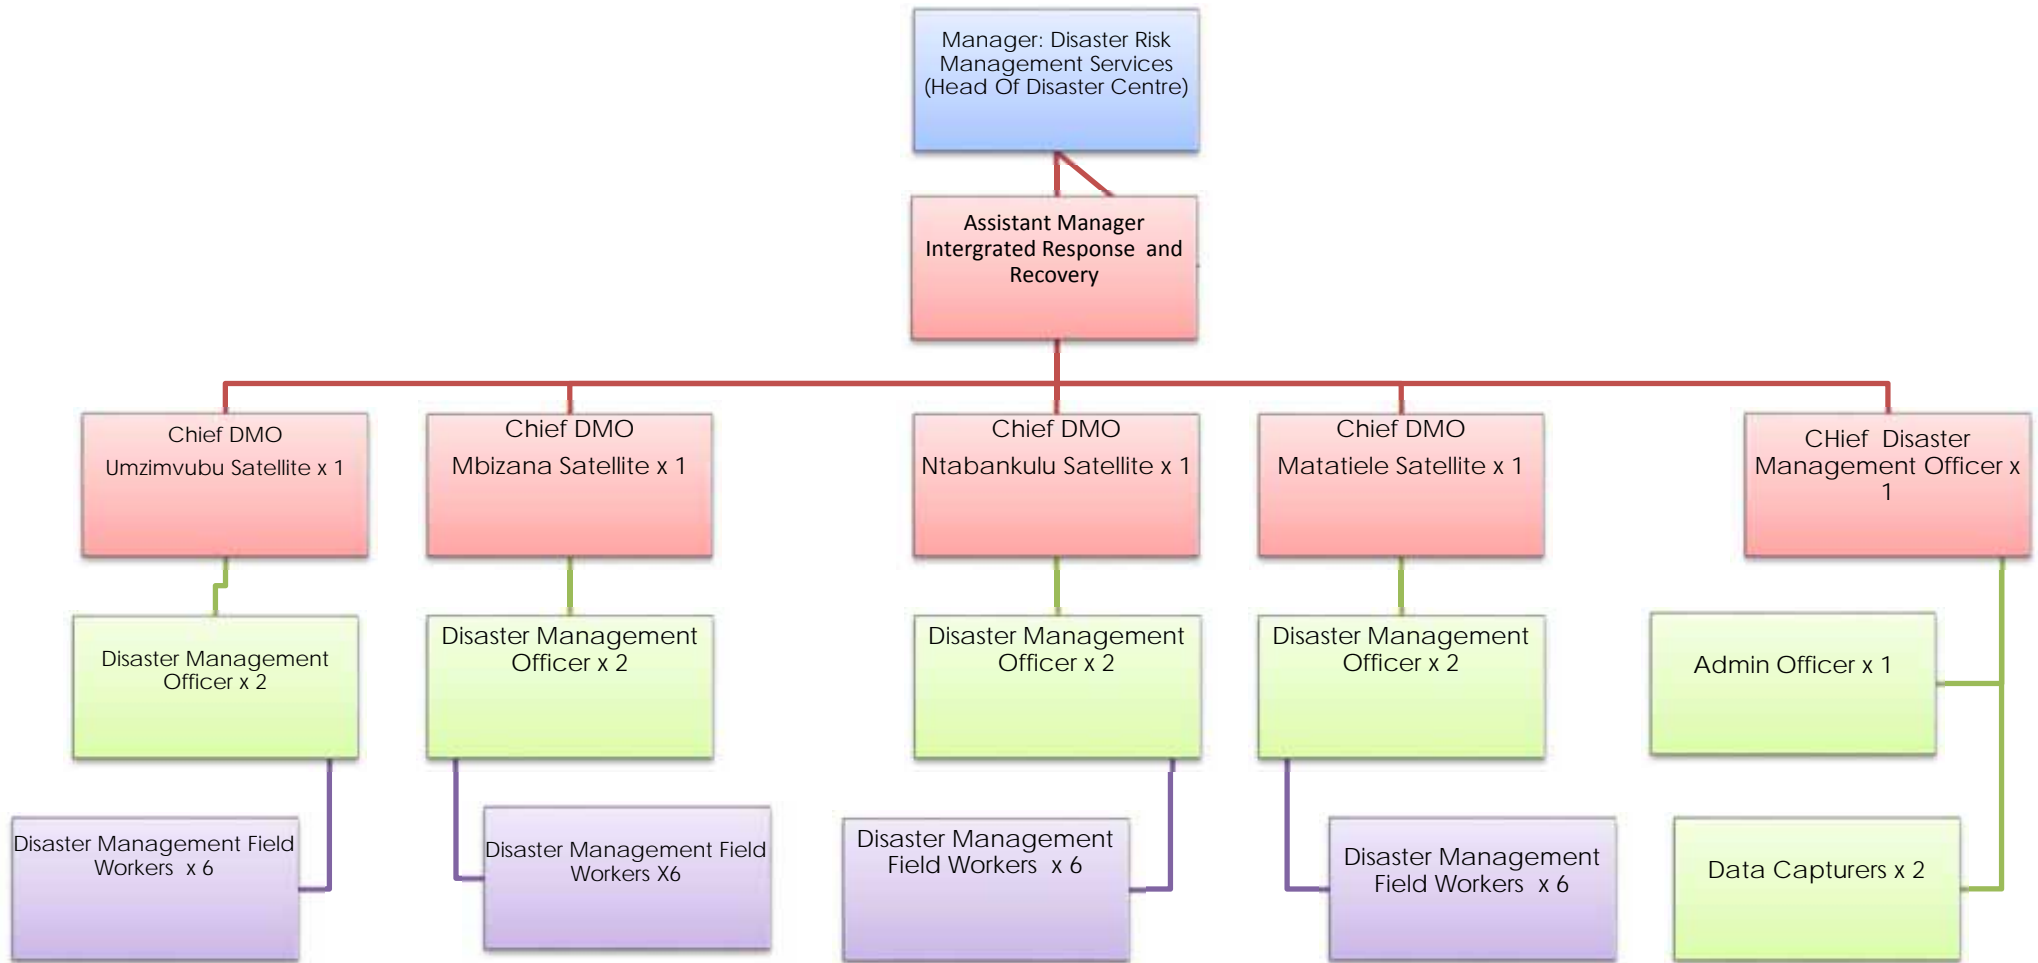 Manager: Disaster Risk
Management Services
(Head Of Disaster Centre)
Assistant Manager
Intergrated Response and
Recovery
Chief DMO
Umzimvubu Satellite x 1
Chief DMO
Mbizana Satellite x 1
Chief DMO
Ntabankulu Satellite x 1
Chief DMO
Matatiele Satellite x 1
CHief Disaster
Management Officer x
1
Disaster Management
Officer x 2
Disaster Management
Officer x 2
Disaster Management
Officer x 2
Disaster Management
Officer x 2
Admin Officer x 1
Disaster Management Field
Workers x 6
Disaster Management Field
Workers X6
Disaster Management
Field Workers x 6
Disaster Management
Field Workers x 6
Data Capturers x 2